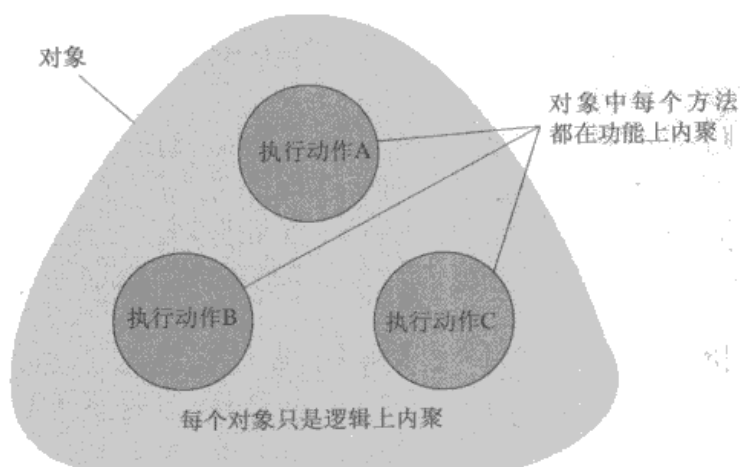 对象
对象中每个方法
都在功能上内聚
执行动作A
执行动作B
执行动作C
每个对象只是逻辑上内聚